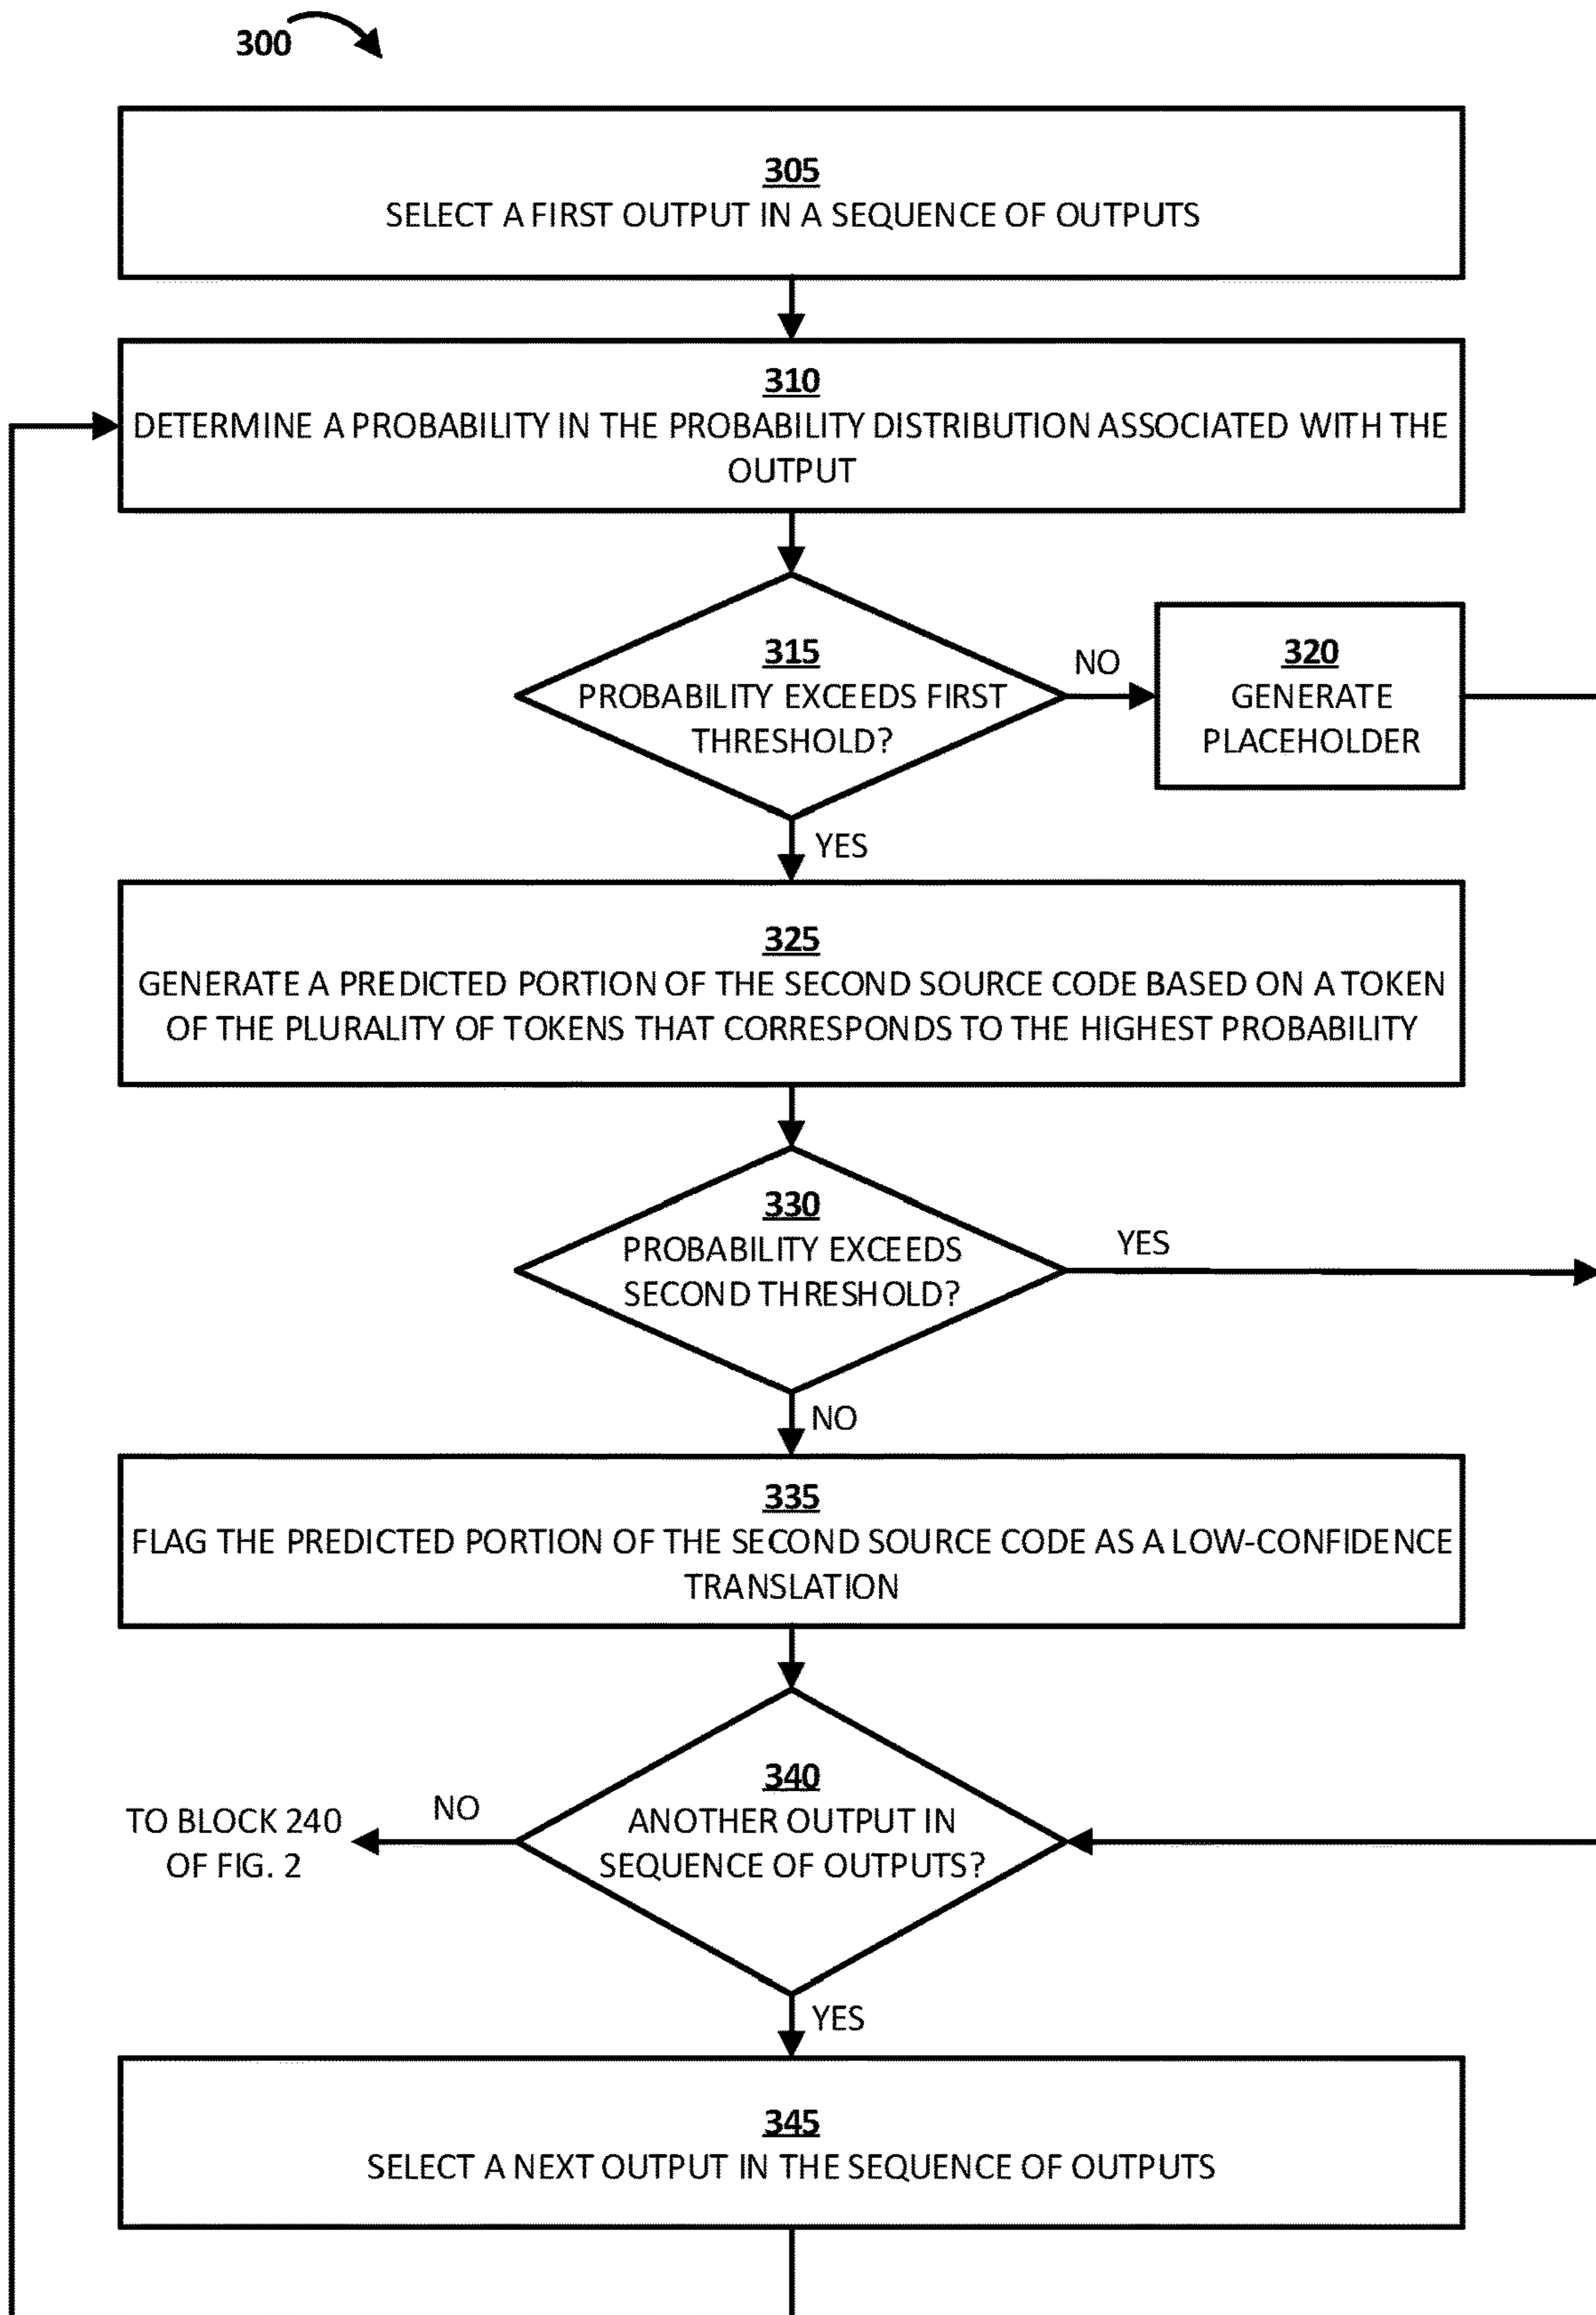 300
305
SELECT A FIRST OUTPUT IN A SEQUENCE OF OUTPUTS
310
DETERMINE A PROBABILITY IN THE PROBABILITY DISTRIBUTION ASSOCIATED WITH THE
OUTPUT
315
PROBABILITY EXCEEDS FIRST
THRESHOLD?
NO
320
GENERATE
PLACEHOLDER
YES
325
GENERATE A PREDICTED PORTION OF THE SECOND SOURCE CODE BASED ON A TOKEN
OF THE PLURALITY OF TOKENS THAT CORRESPONDS TO THE HIGHEST PROBABILITY
330
PROBABILITY EXCEEDS
SECOND THRESHOLD?
YES
NO
335
FLAG THE PREDICTED PORTION OF THE SECOND SOURCE CODE AS A LOW-CONFIDENCE
TRANSLATION
340
ANOTHER OUTPUT IN
SEQUENCE OF OUTPUTS?
NO
TO BLOCK 240
OF FIG. 2
YES
345
SELECT A NEXT OUTPUT IN THE SEQUENCE OF OUTPUTS